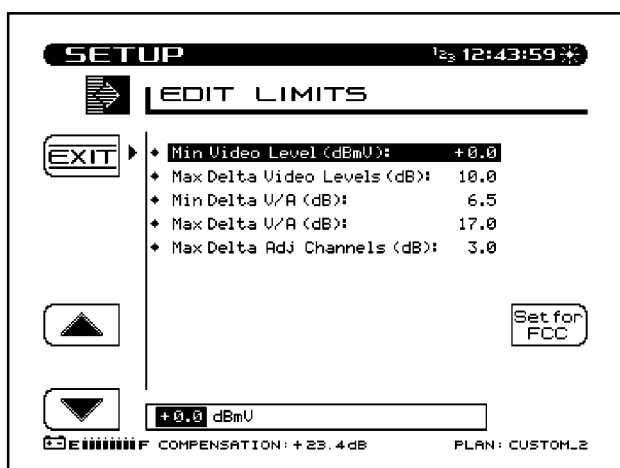 SETUP 123 12:43:59
EDIT LIMITS
EXIT
Min Video Level (dBmV): +0.0
Max Delta Video Levels (dB): 10.0
Min Delta V/A (dB): 6.5
Max Delta V/A (dB): 17.0
Max Delta Adj Channels (dB): 3.0
Set for
FCC
+0.0 dBmV
E F COMPENSATION: +23.4dB PLAN: CUSTOM_2